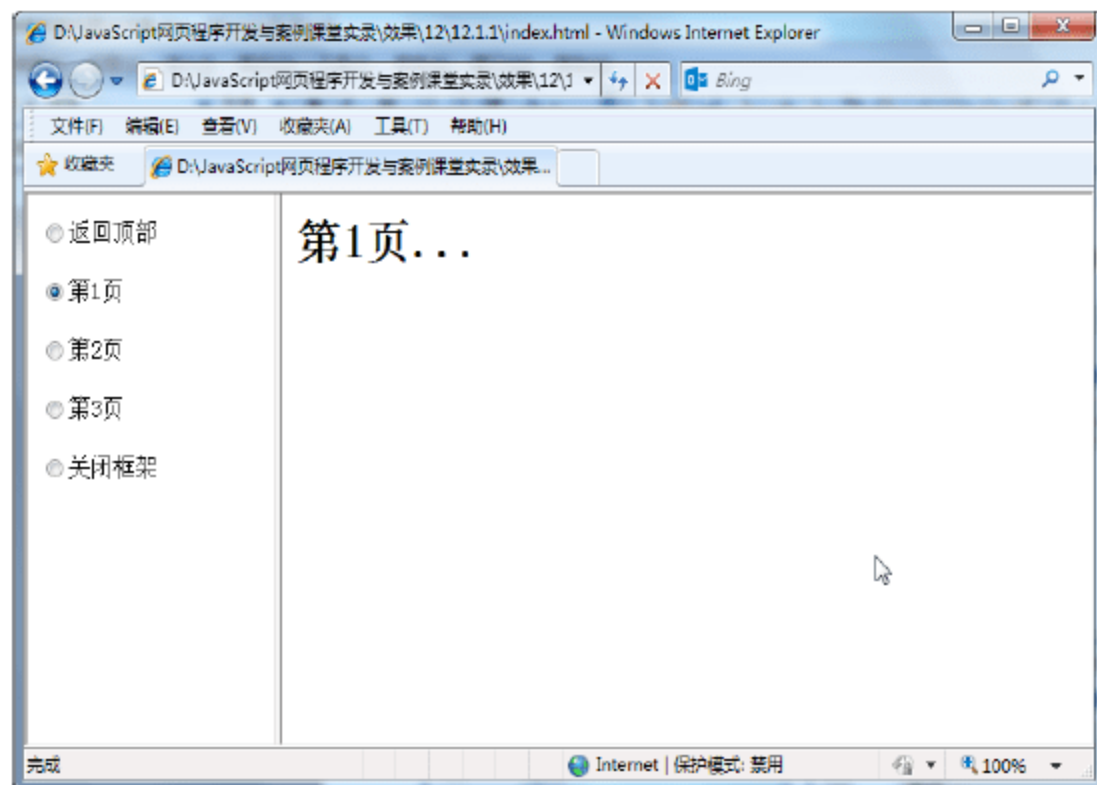 D:\JavaScript网页程序开发与案例课堂实录\效果\12\12.1.1\index.html - Windows Internet Explorer
D:\JavaScript网页程序开发与案例课堂实录\效果\12\1 Bing
文件(F) 编辑(E) 查看(V) 收藏夹(A) 工具(T) 帮助(H)
收藏夹 D:\JavaScript网页程序开发与案例课堂实录\效果...
返回顶部
第1页...
第1页
第2页
第3页
关闭框架
完成 Internet | 保护模式: 禁用 100%